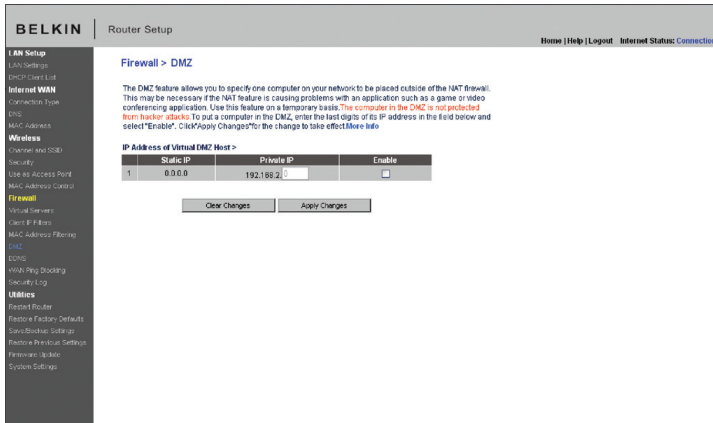 BELKIN
Router Setup
Home | Help | Logout Internet Status: Connection
LAN Setup
LAN Settings
DHCP Client List
Internet WAN
Connection Type
DNS
MAC Address
Wireless
Channel and SSID
Security
Use as Access Point
MAC Address Control
Firewall
Virtual Servers
Client IP Filters
MAC Address Filtering
DMZ
DDNS
WAN Ping Blocking
Security Log
Utilities
Restart Router
Restore Factory Defaults
Save/Backup Settings
Restore Previous Settings
Firmware Update
System Settings
Firewall > DMZ
The DMZ feature allows you to specify one computer on your network to be placed outside of the NAT firewall.
This may be necessary if the NAT feature is causing problems with an application such as a game or video
conferencing application. Use this feature on a temporary basis.The computer in the DMZ is not protected
from hacker attacks.To put a computer in the DMZ, enter the last digits of its IP address in the field below and
select "Enable". Click"Apply Changes"for the change to take effect.More Info
IP Address of Virtual DMZ Host >
Static IP Private IP Enable
1 0.0.0.0 192.168.2. 0
Clear Changes Apply Changes